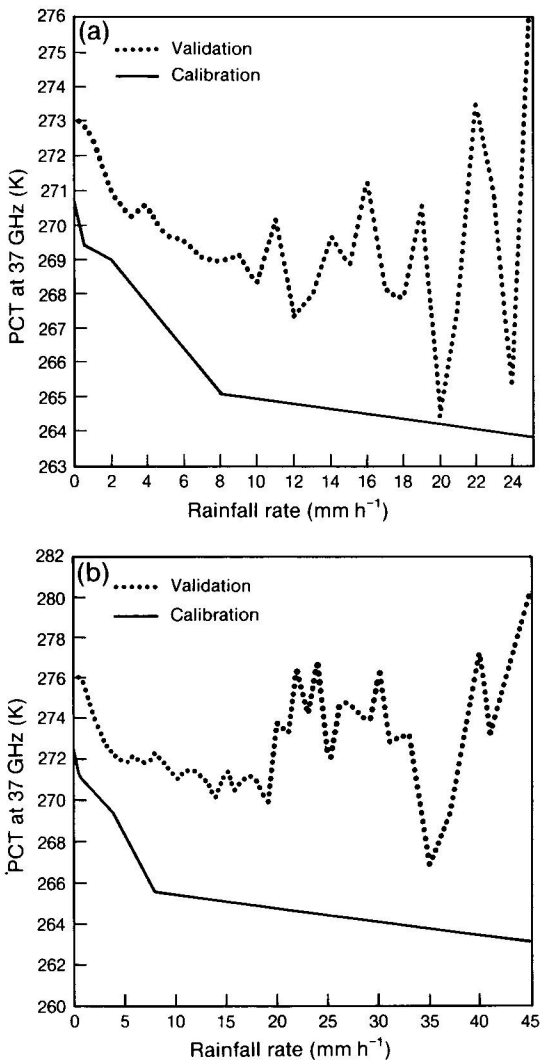 (a)
Validation
Calibration
276
275
274
273
272
271
270
269
268
267
266
265
264
263
PCT at 37 GHz (K)
0 2 4 6 8 10 12 14 16 18 20 22 24
Rainfall rate (mm h⁻¹)
(b)
Validation
Calibration
282
280
278
276
274
272
270
268
266
264
262
260
PCT at 37 GHz (K)
0 5 10 15 20 25 30 35 40 45
Rainfall rate (mm h⁻¹)